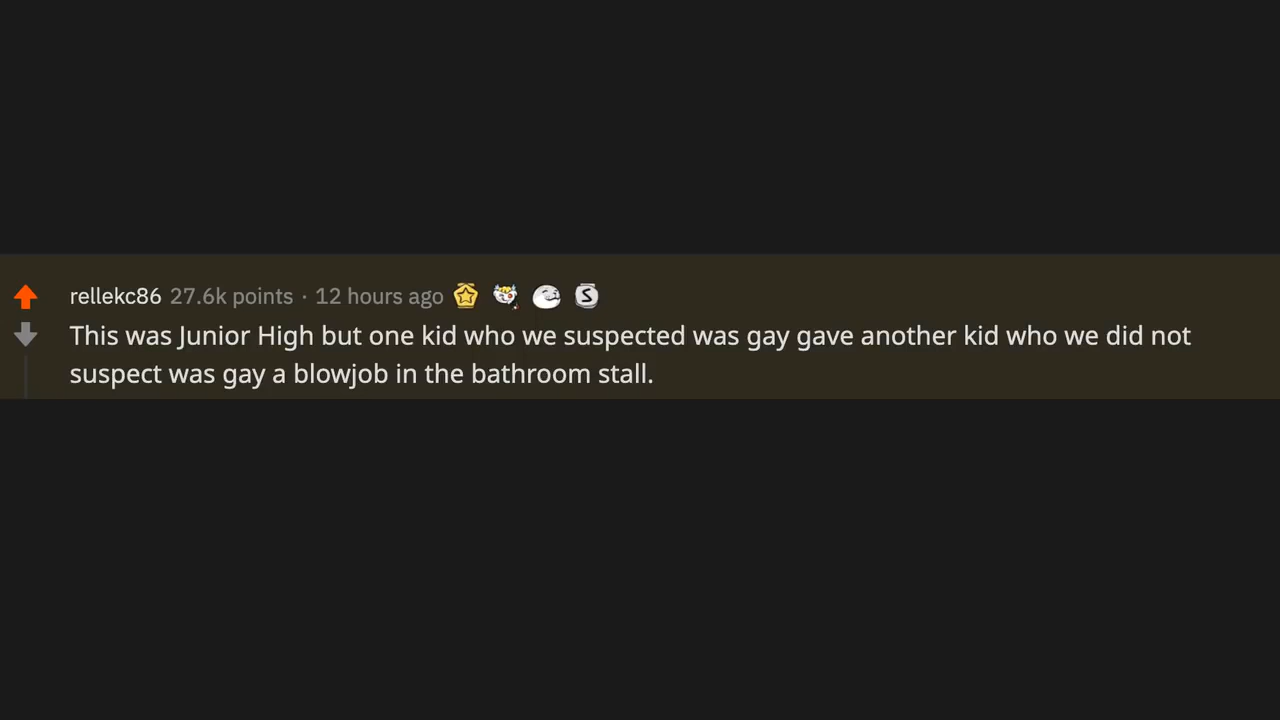 rellekc86 27.6k points · 12 hours ago
This was Junior High but one kid who we suspected was gay gave another kid who we did not
suspect was gay a blowjob in the bathroom stall.